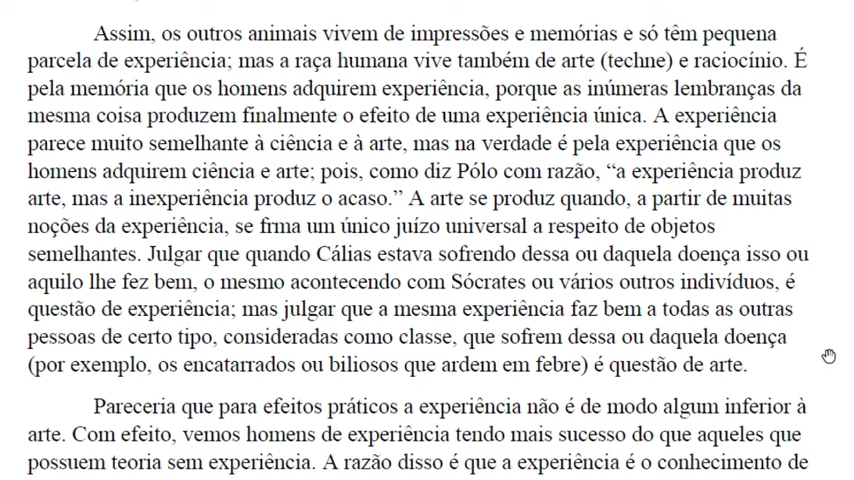 Assim, os outros animais vivem de impressões e memórias e só têm pequena
parcela de experiência; mas a raça humana vive também de arte (techne) e raciocínio. É
pela memória que os homens adquirem experiência, porque as inúmeras lembranças da
mesma coisa produzem finalmente o efeito de uma experiência única. A experiência
parece muito semelhante à ciência e à arte, mas na verdade é pela experiência que os
homens adquirem ciência e arte; pois, como diz Pólo com razão, “a experiência produz
arte, mas a inexperiência produz o acaso.” A arte se produz quando, a partir de muitas
noções da experiência, se frma um único juízo universal a respeito de objetos
semelhantes. Julgar que quando Cálias estava sofrendo dessa ou daquela doença isso ou
aquilo lhe fez bem, o mesmo acontecendo com Sócrates ou vários outros indivíduos, é
questão de experiência; mas julgar que a mesma experiência faz bem a todas as outras
pessoas de certo tipo, consideradas como classe, que sofrem dessa ou daquela doença
(por exemplo, os encatarrados ou biliosos que ardem em febre) é questão de arte.
Pareceria que para efeitos práticos a experiência não é de modo algum inferior à
arte. Com efeito, vemos homens de experiência tendo mais sucesso do que aqueles que
possuem teoria sem experiência. A razão disso é que a experiência é o conhecimento de